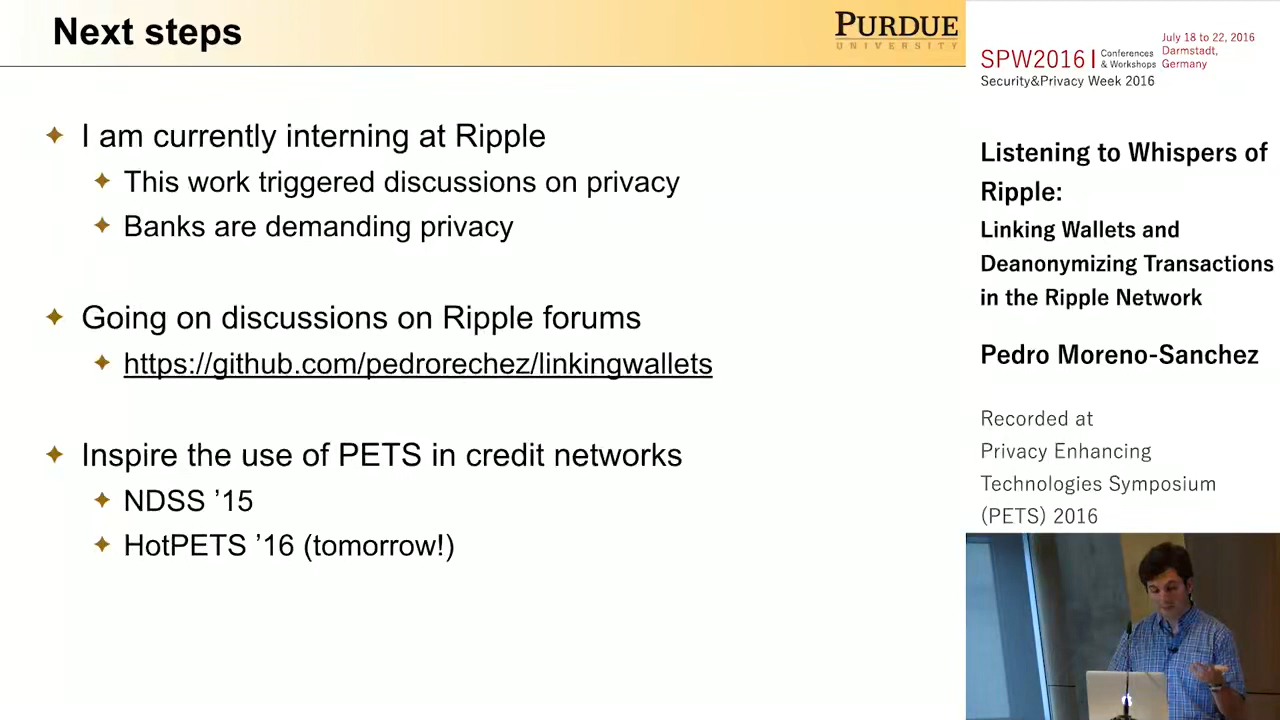 Next steps
PURDUE
UNIVERSITY
I am currently interning at Ripple
This work triggered discussions on privacy
Banks are demanding privacy
Going on discussions on Ripple forums
https://github.com/pedrorechez/linkingwallets
Inspire the use of PETS in credit networks
NDSS ’15
HotPETS ’16 (tomorrow!)
SPW2016 | Conferences
& Workshops
July 18 to 22, 2016
Darmstadt,
Germany
Security&Privacy Week 2016
Listening to Whispers of
Ripple:
Linking Wallets and
Deanonymizing Transactions
in the Ripple Network
Pedro Moreno-Sanchez
Recorded at
Privacy Enhancing
Technologies Symposium
(PETS) 2016